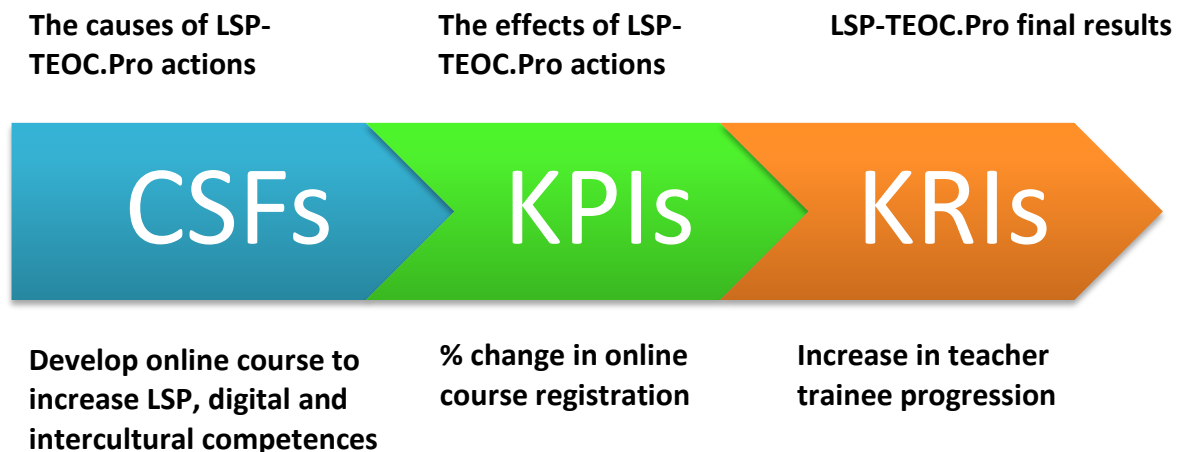 The causes of LSP-
TEOC.Pro actions
The effects of LSP-
TEOC.Pro actions
LSP-TEOC.Pro final results
CSFs
KPIs
KRIs
Develop online course to
increase LSP, digital and
intercultural competences
% change in online
course registration
Increase in teacher
trainee progression